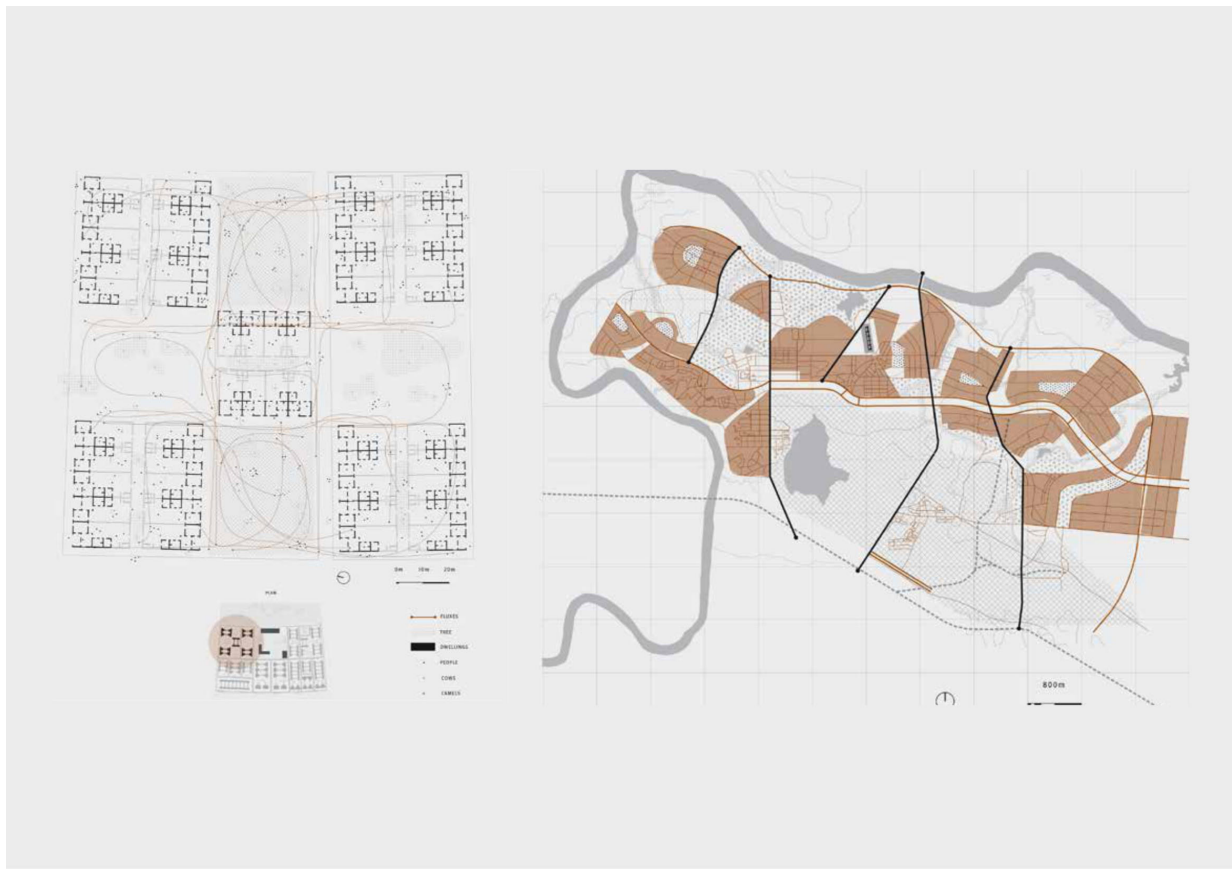 0m 10m 20m
PLAN
FLUXES
TREE
DWELLINGS
PEOPLE
COWS
CAMELS
800m